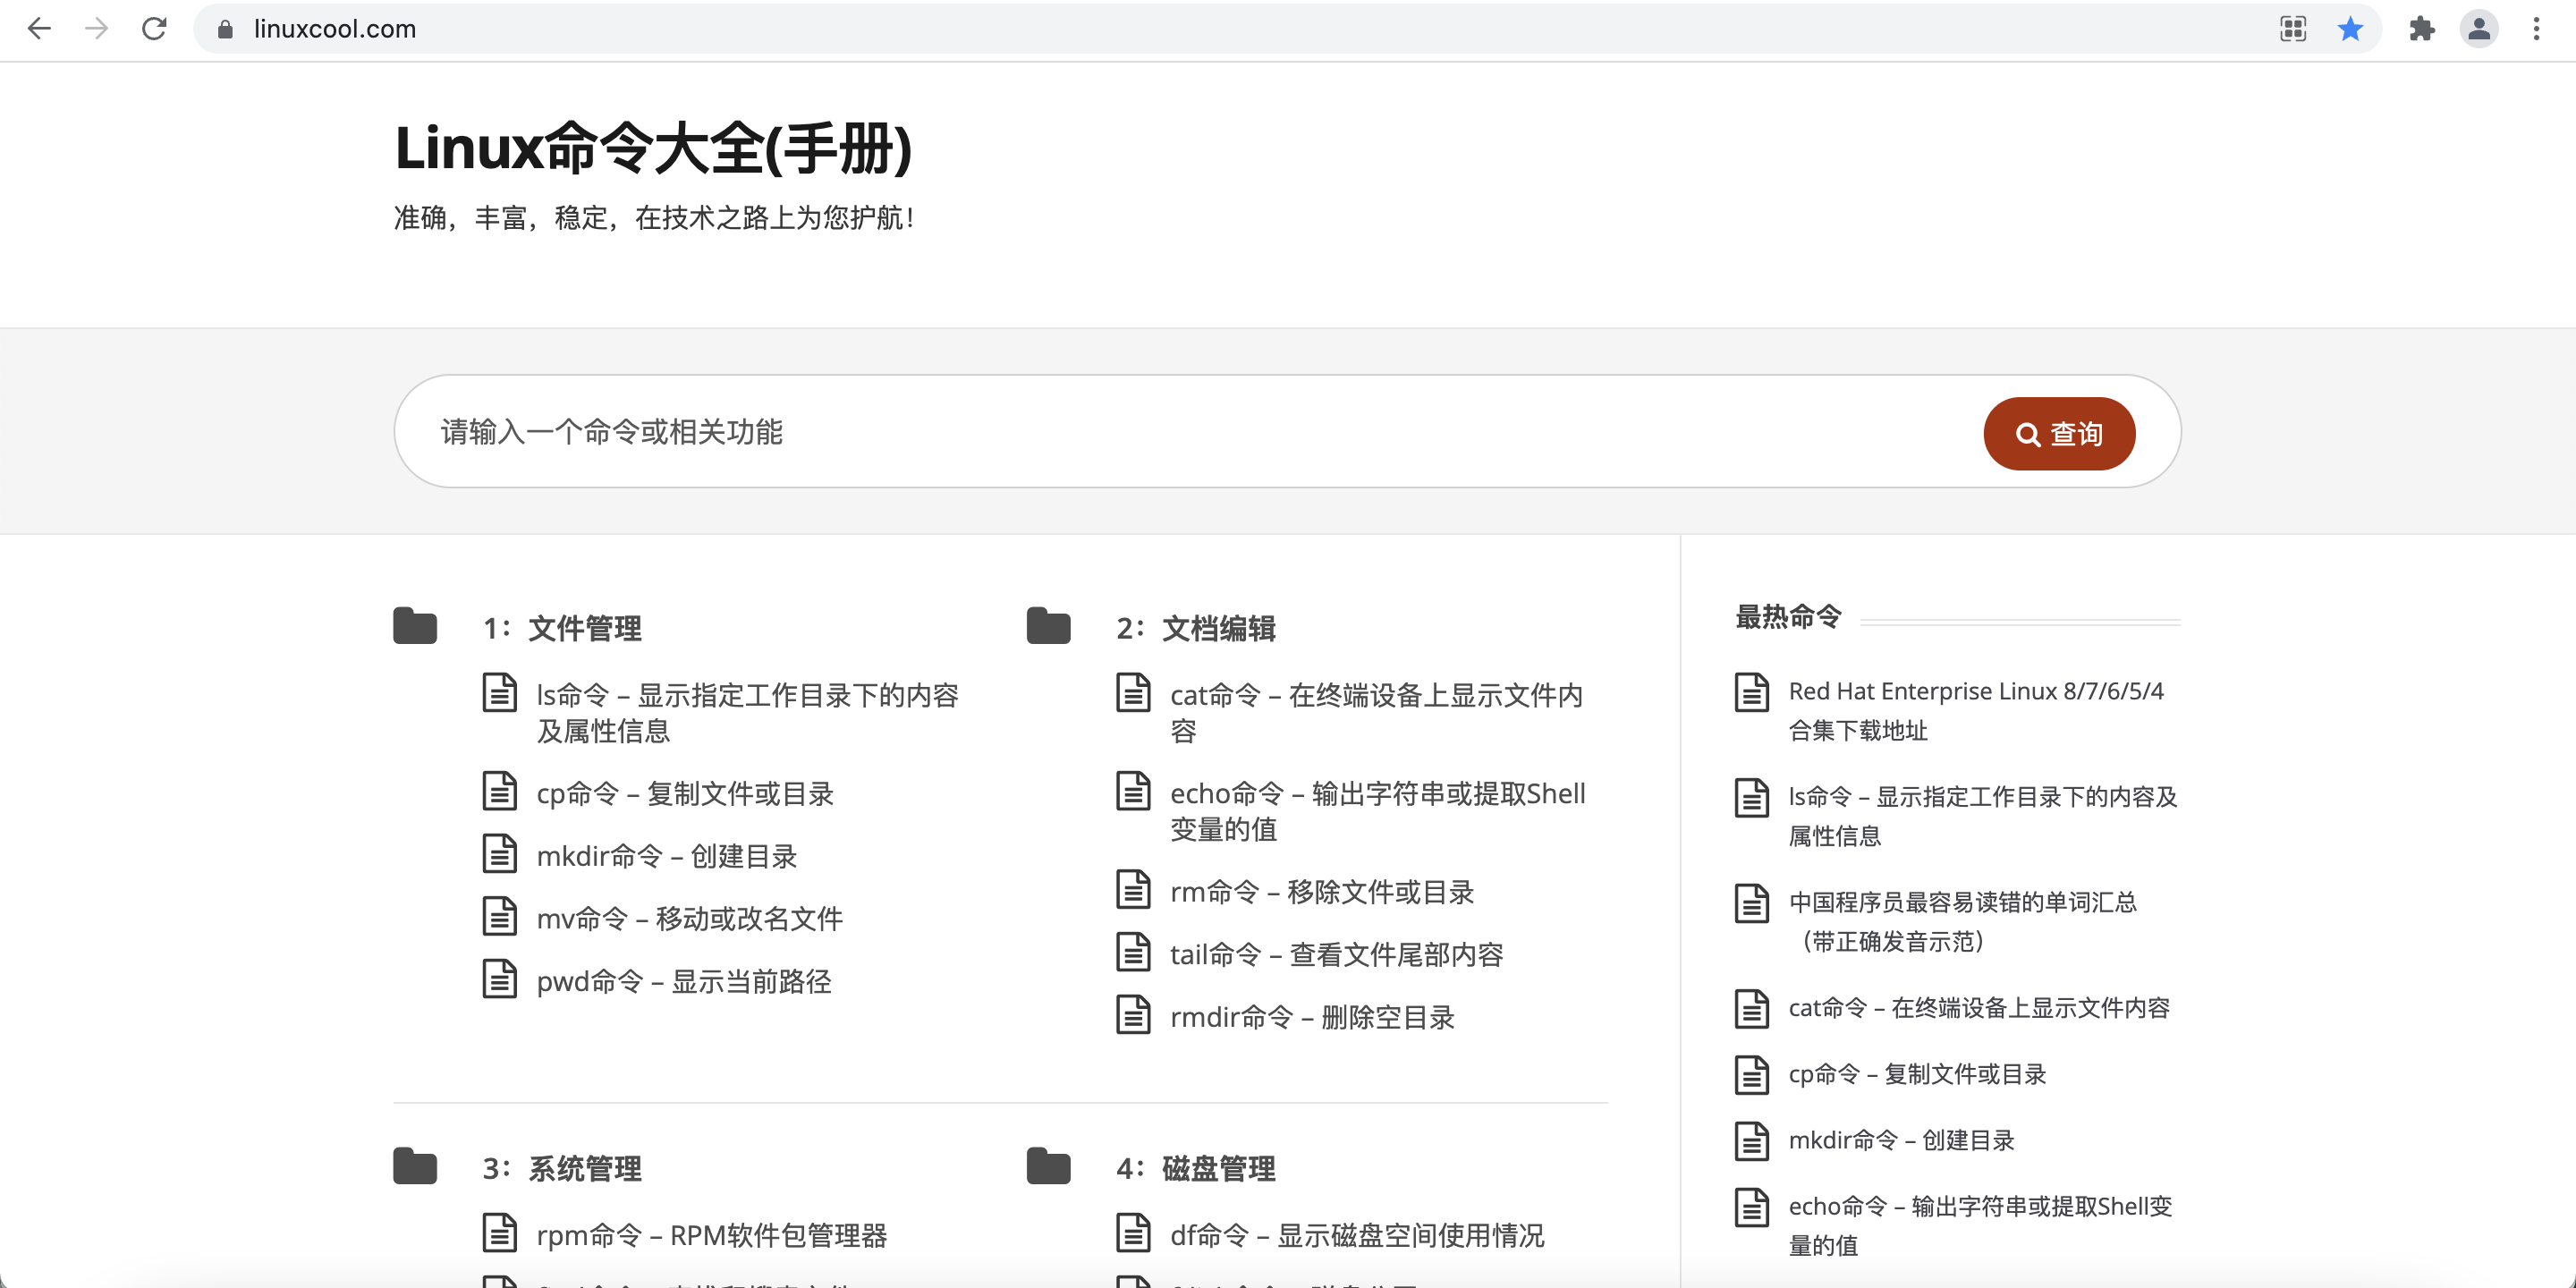 linuxcool.com
Linux命令大全(手册)
准确，丰富，稳定，在技术之路上为您护航！
请输入一个命令或相关功能
查询
1：文件管理
ls命令 – 显示指定工作目录下的内容
及属性信息
cp命令 – 复制文件或目录
mkdir命令 – 创建目录
mv命令 – 移动或改名文件
pwd命令 – 显示当前路径
2：文档编辑
cat命令 – 在终端设备上显示文件内
容
echo命令 – 输出字符串或提取Shell
变量的值
rm命令 – 移除文件或目录
tail命令 – 查看文件尾部内容
rmdir命令 – 删除空目录
3：系统管理
rpm命令 – RPM软件包管理器
4：磁盘管理
df命令 – 显示磁盘空间使用情况
最热命令
Red Hat Enterprise Linux 8/7/6/5/4
合集下载地址
ls命令 – 显示指定工作目录下的内容及
属性信息
中国程序员最容易读错的单词汇总
（带正确发音示范）
cat命令 – 在终端设备上显示文件内容
cp命令 – 复制文件或目录
mkdir命令 – 创建目录
echo命令 – 输出字符串或提取Shell变
量的值